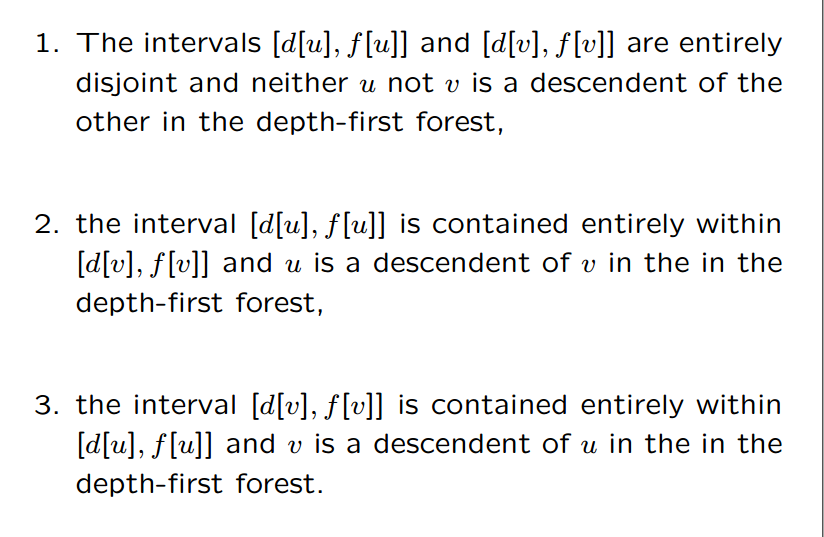 1. The intervals [d[u], f[u]] and [d[v], f[v]] are entirely
disjoint and neither u not v is a descendent of the
other in the depth-first forest,
2. the interval [d[u], f[u]] is contained entirely within
[d[v], f[v]] and u is a descendent of v in the in the
depth-first forest,
3. the interval [d[v], f[v]] is contained entirely within
[d[u], f[u]] and v is a descendent of u in the in the
depth-first forest.